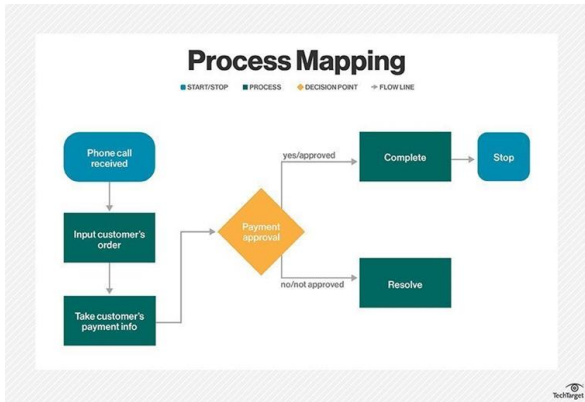 Process Mapping
START/STOP PROCESS DECISION POINT FLOW LINE
Phone call
received
Input customer's
order
Take customer's
payment info
Payment
approval
yes/approved
Complete
Stop
no/not approved
Resolve
TechTarget